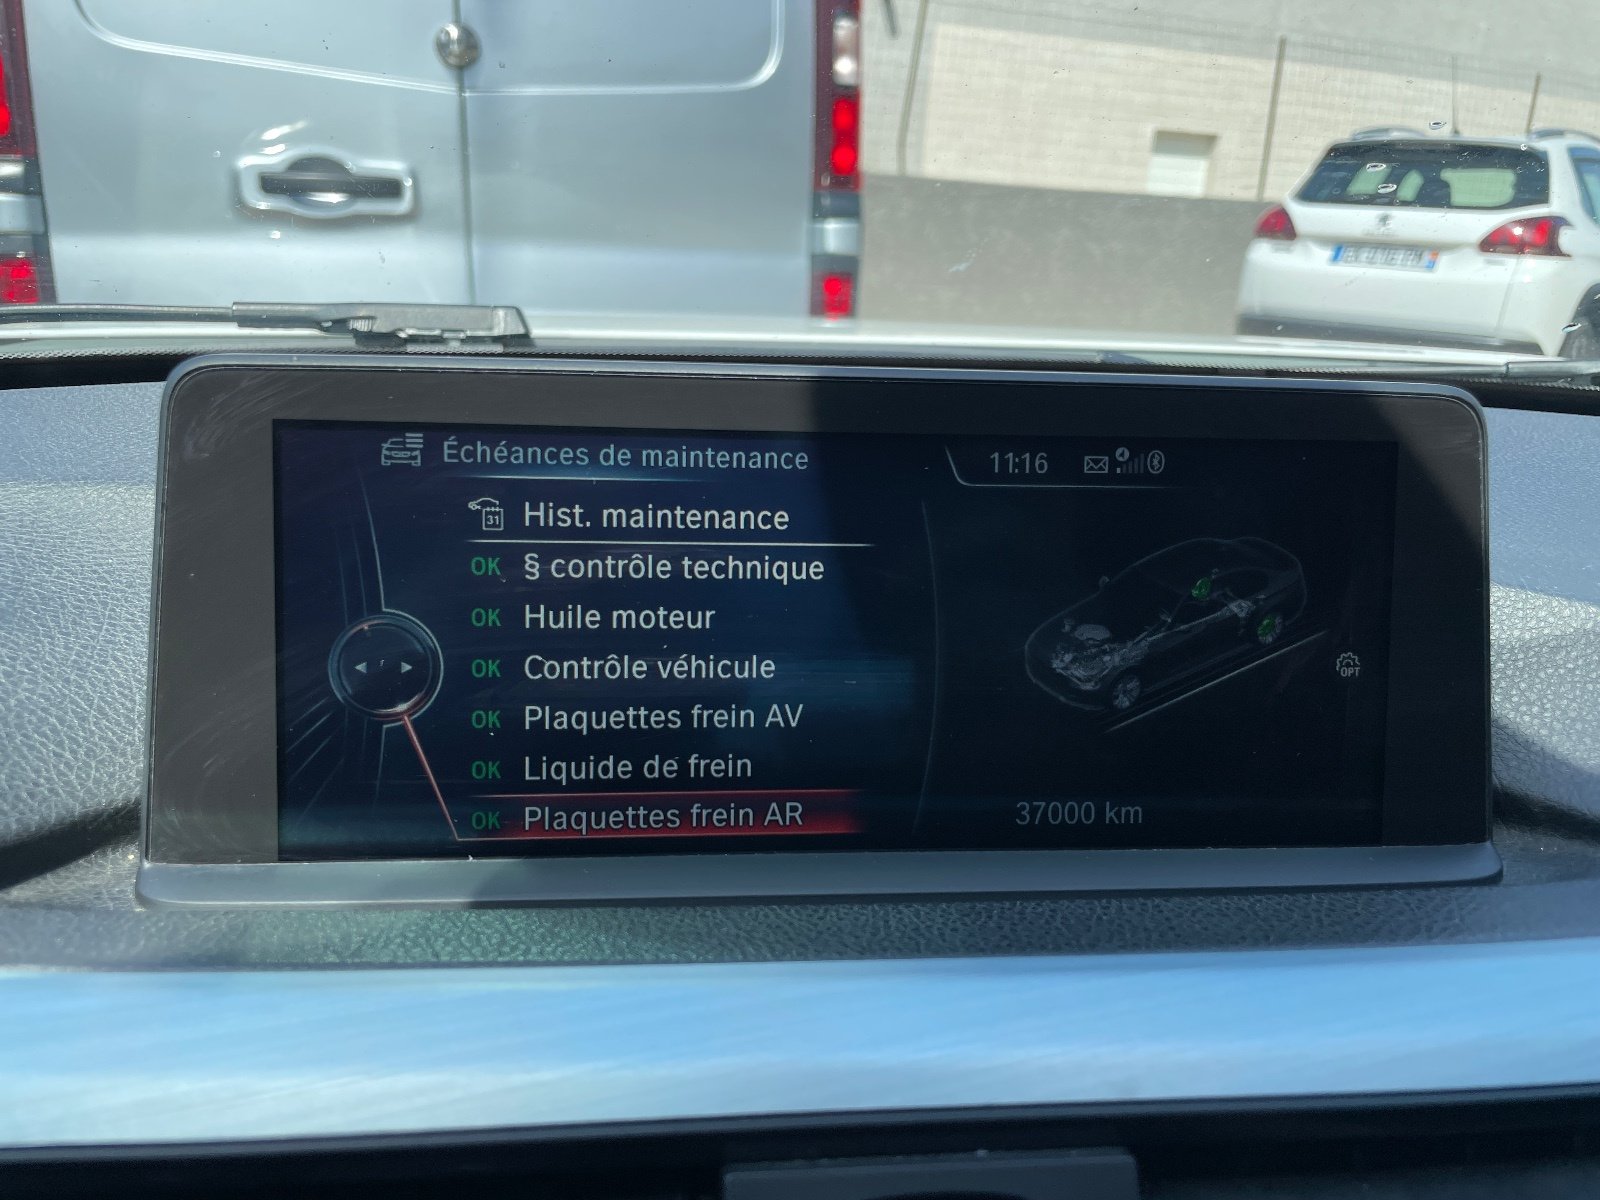 Échéances de maintenance
11:16
31 Hist. maintenance
OK § contrôle technique
OK Huile moteur
OK Contrôle véhicule
OK Plaquettes frein AV
OK Liquide de frein
OK Plaquettes frein AR
OPT
37000 km